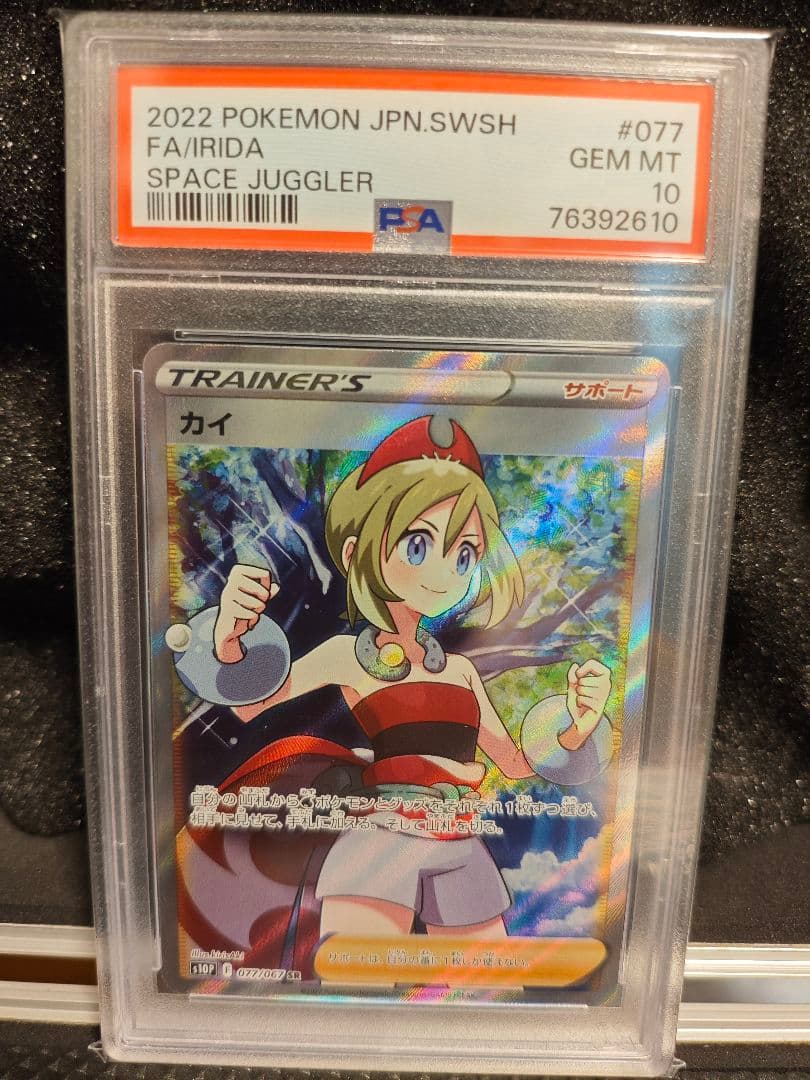 2022 POKEMON JPN.SWSH #077
FA/IRIDA GEM MT
SPACE JUGGLER 10
PSA 76392610
TRAINER'S サポート
カイ
自分の山札からポケモンとグッズをそれぞれ1枚ずつ選び、
相手に見せて、手札に加える。そして山札を切る。
サポートは、自分の番に1枚しか使えない。
s10P F 077/067 SR